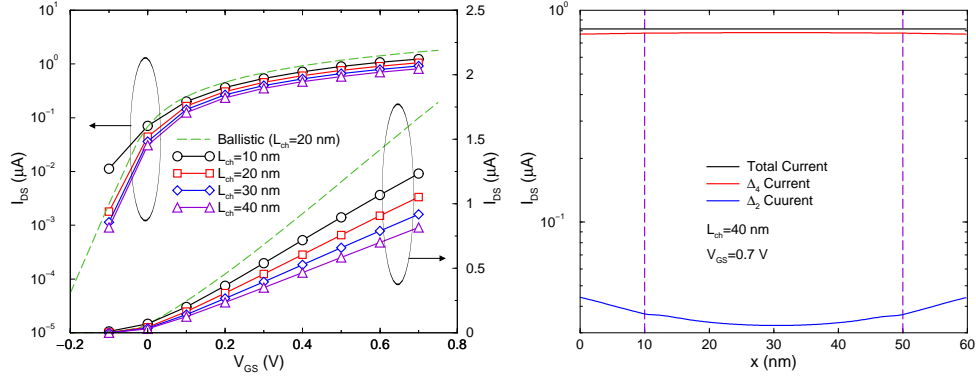 10^1
10^0
10^-1
10^-2
10^-3
10^-4
10^-5
I_DS (μA)
−0.2
0
0.2
0.4
0.6
0.8
V_GS (V)
2.5
2
1.5
1
0.5
0
I_DS (μA)
Ballistic (L_ch=20 nm)
L_ch=10 nm
L_ch=20 nm
L_ch=30 nm
L_ch=40 nm
10^0
10^-1
I_DS (μA)
0
10
20
30
40
50
60
x (nm)
Total Current
Δ_4 Current
Δ_2 Cuurent
L_ch=40 nm
V_GS=0.7 V